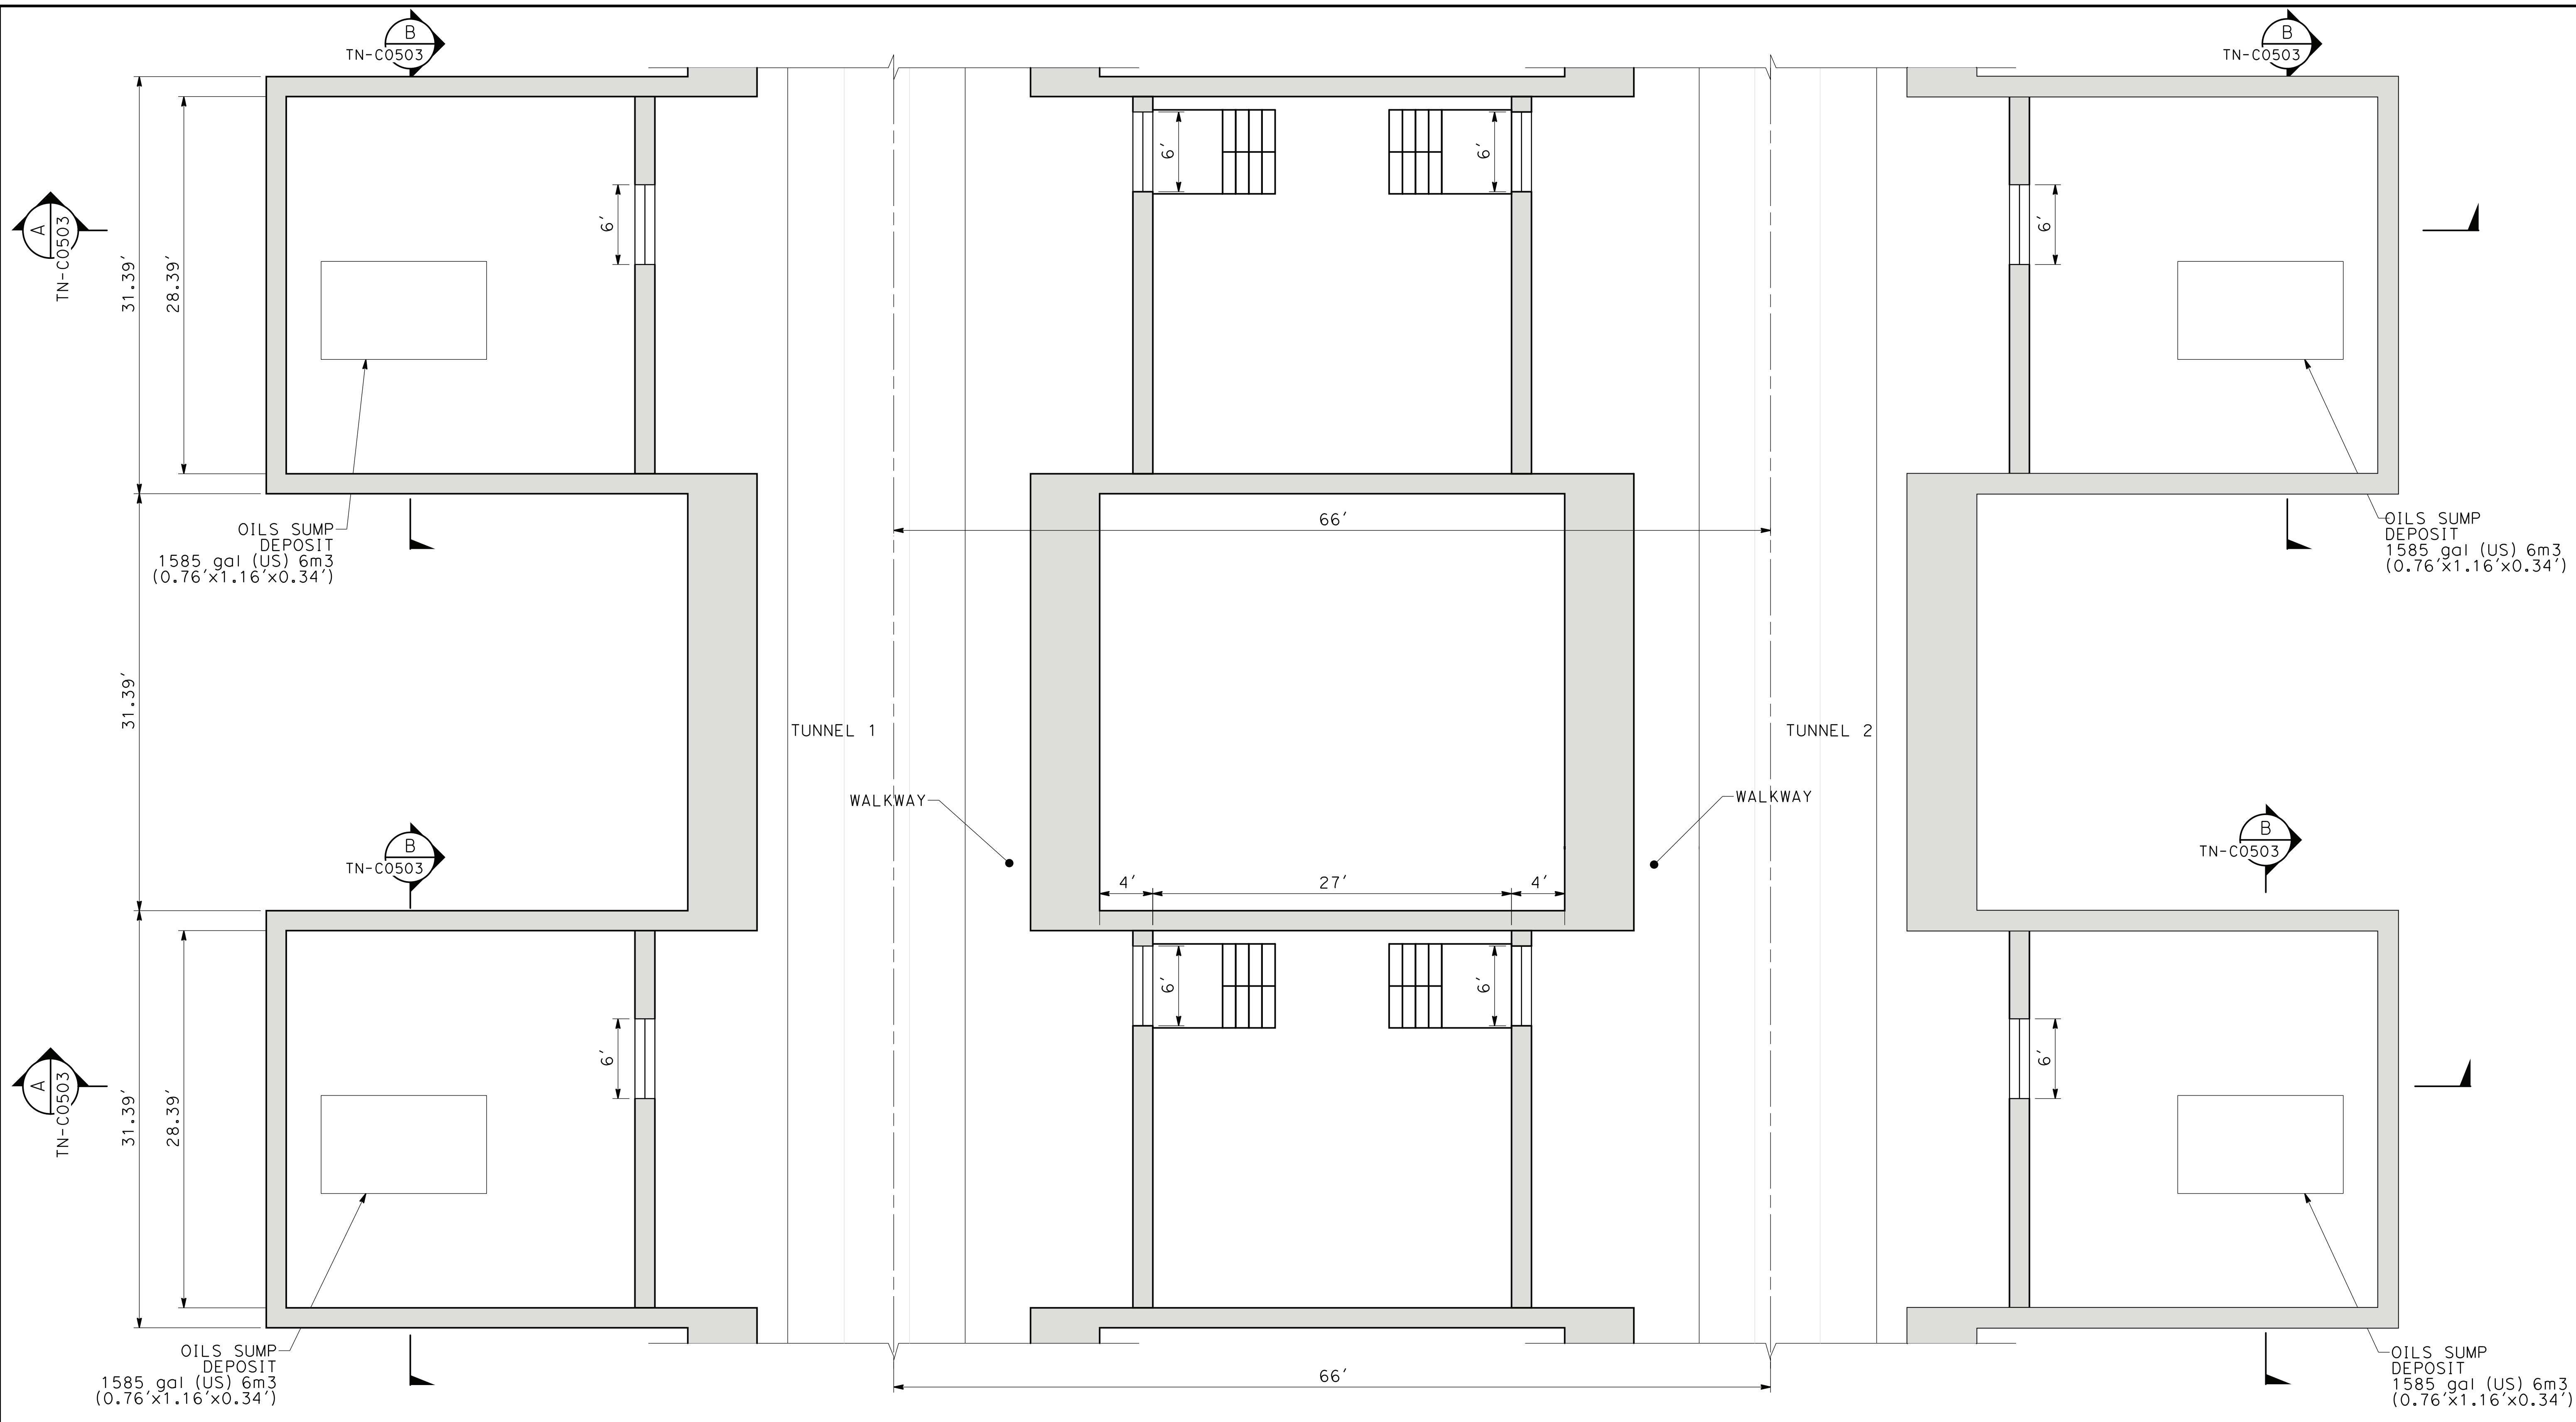 B
TN-C0503
B
TN-C0503
6'
6'
6'
6'
A
TN-C0503
31.39'
28.39'
66'
OILS SUMP
DEPOSIT
1585 gal (US) 6m3
(0.76'x1.16'x0.34')
OILS SUMP
DEPOSIT
1585 gal (US) 6m3
(0.76'x1.16'x0.34')
31.39'
TUNNEL 1
TUNNEL 2
WALKWAY
WALKWAY
B
TN-C0503
B
TN-C0503
4'
27'
4'
6'
6'
6'
6'
A
TN-C0503
31.39'
28.39'
OILS SUMP
DEPOSIT
1585 gal (US) 6m3
(0.76'x1.16'x0.34')
66'
OILS SUMP
DEPOSIT
1585 gal (US) 6m3
(0.76'x1.16'x0.34')